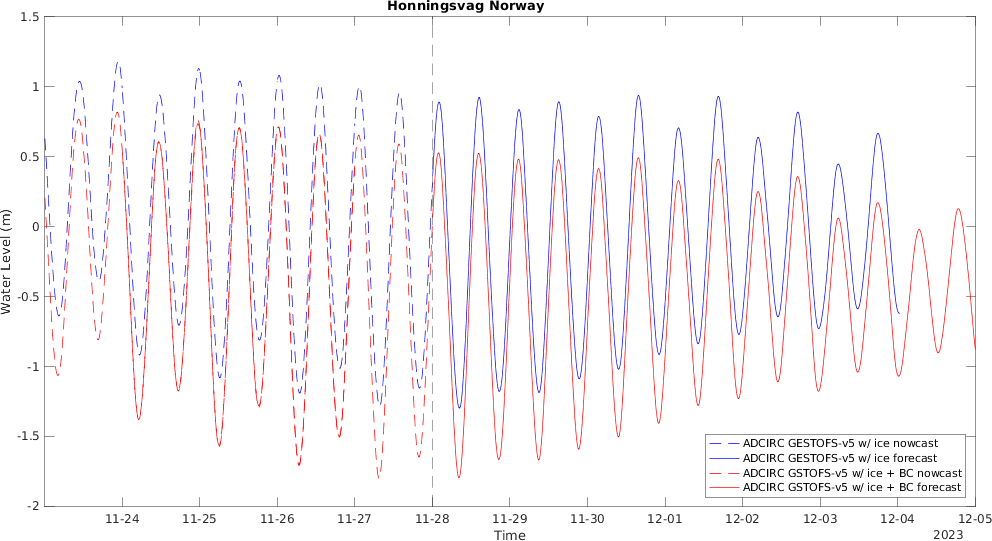 Honningsvag Norway
1.5
1
0.5
0
-0.5
-1
-1.5
-2
Water Level (m)
11-24 11-25 11-26 11-27 11-28 11-29 11-30 12-01 12-02 12-03 12-04 12-05
Time
2023
ADCIRC GESTOFS-v5 w/ ice nowcast
ADCIRC GESTOFS-v5 w/ ice forecast
ADCIRC GSTOFS-v5 w/ ice + BC nowcast
ADCIRC GSTOFS-v5 w/ ice + BC forecast